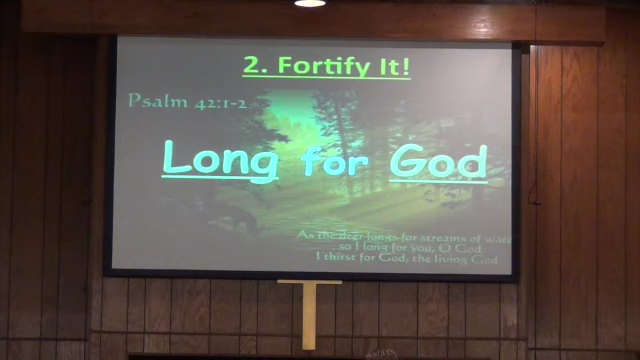 2. Fortify It!
Psalm 42:1-2
Long for God
As the deer longs for streams of wate
...so I long for you, O God.
I thirst for God, the living God.